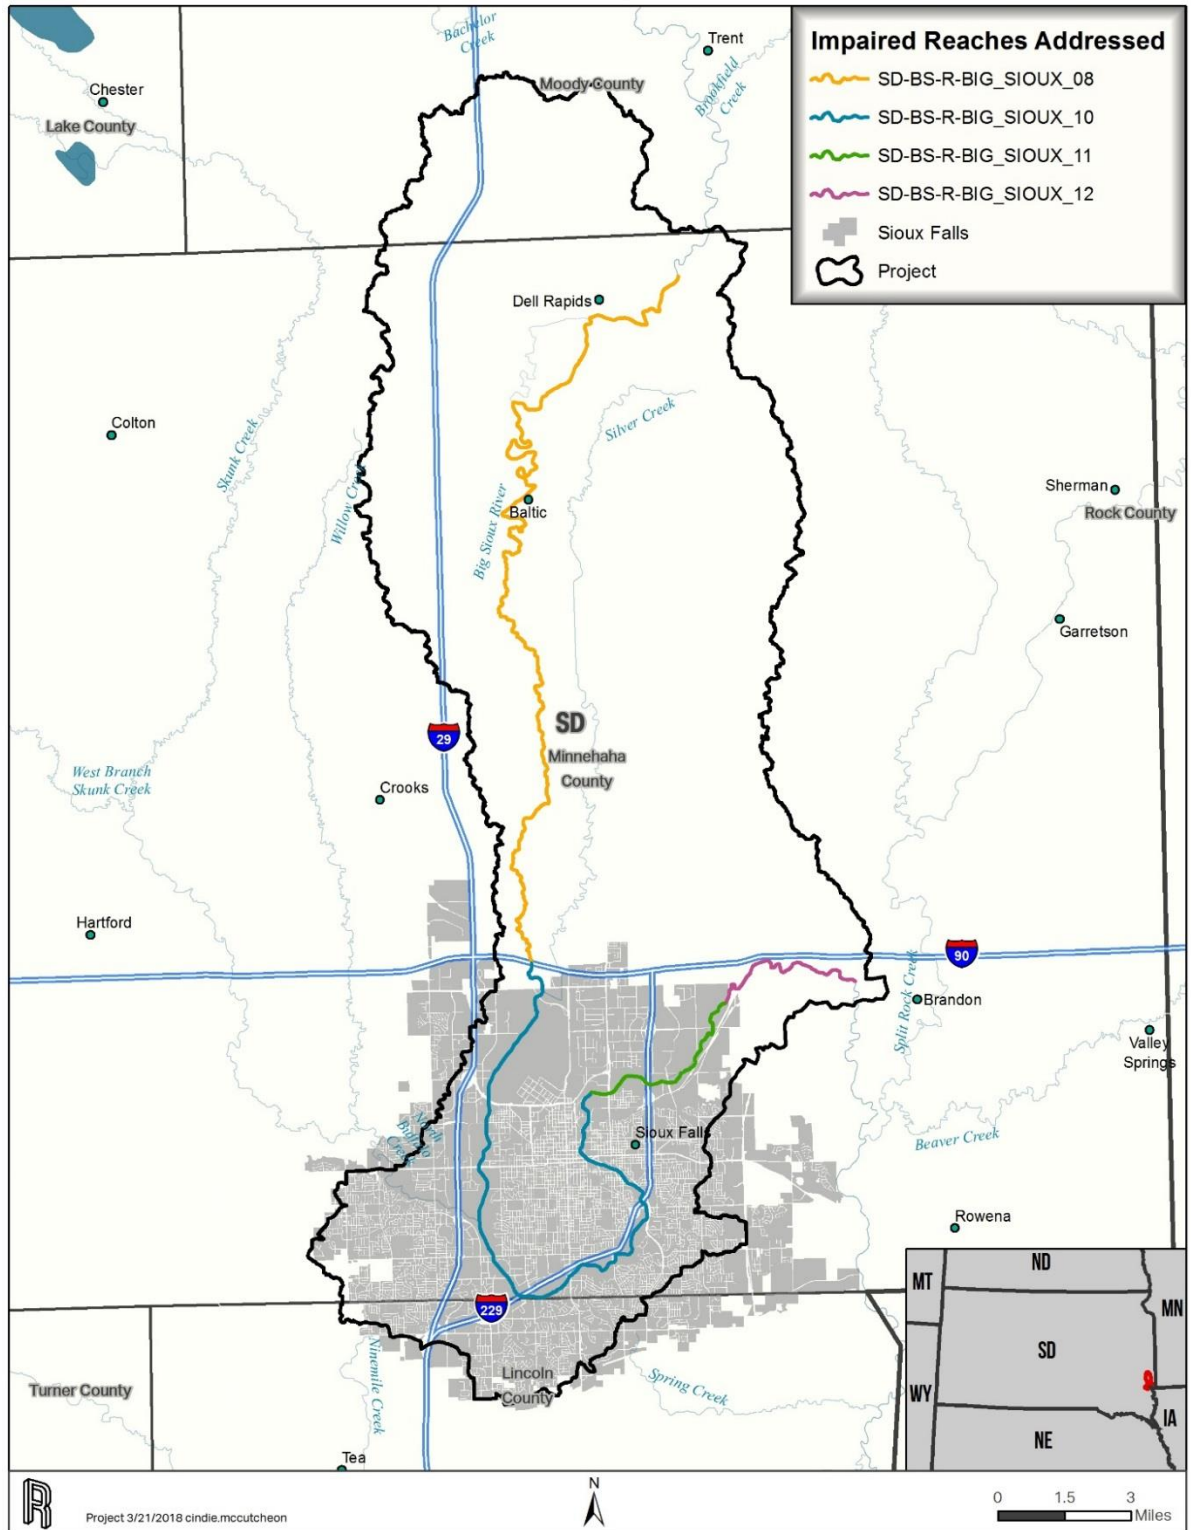 Impaired Reaches Addressed
SD-BS-R-BIG_SIOUX_08
SD-BS-R-BIG_SIOUX_10
SD-BS-R-BIG_SIOUX_11
SD-BS-R-BIG_SIOUX_12
Sioux Falls
Project
Bachelor
Creek
Trent
Moody County
Brookfield
Creek
Chester
Lake County
Dell Rapids
Colton
Silver Creek
Skunk Creek
Willow Creek
Big Sioux River
Baltic
Sherman
Rock County
Garretson
SD
Minnehaha
County
29
West Branch
Skunk Creek
Crooks
Hartford
90
Brandon
Split Rock Creek
Valley
Springs
Sioux Fall
Beaver Creek
Rowena
229
Lincoln
County
Ninemile Creek
Spring Creek
Turner County
Tea
ND
MT
MN
SD
WY
IA
NE
R
Project 3/21/2018 cindie.mccutcheon
N
0 1.5 3
Miles